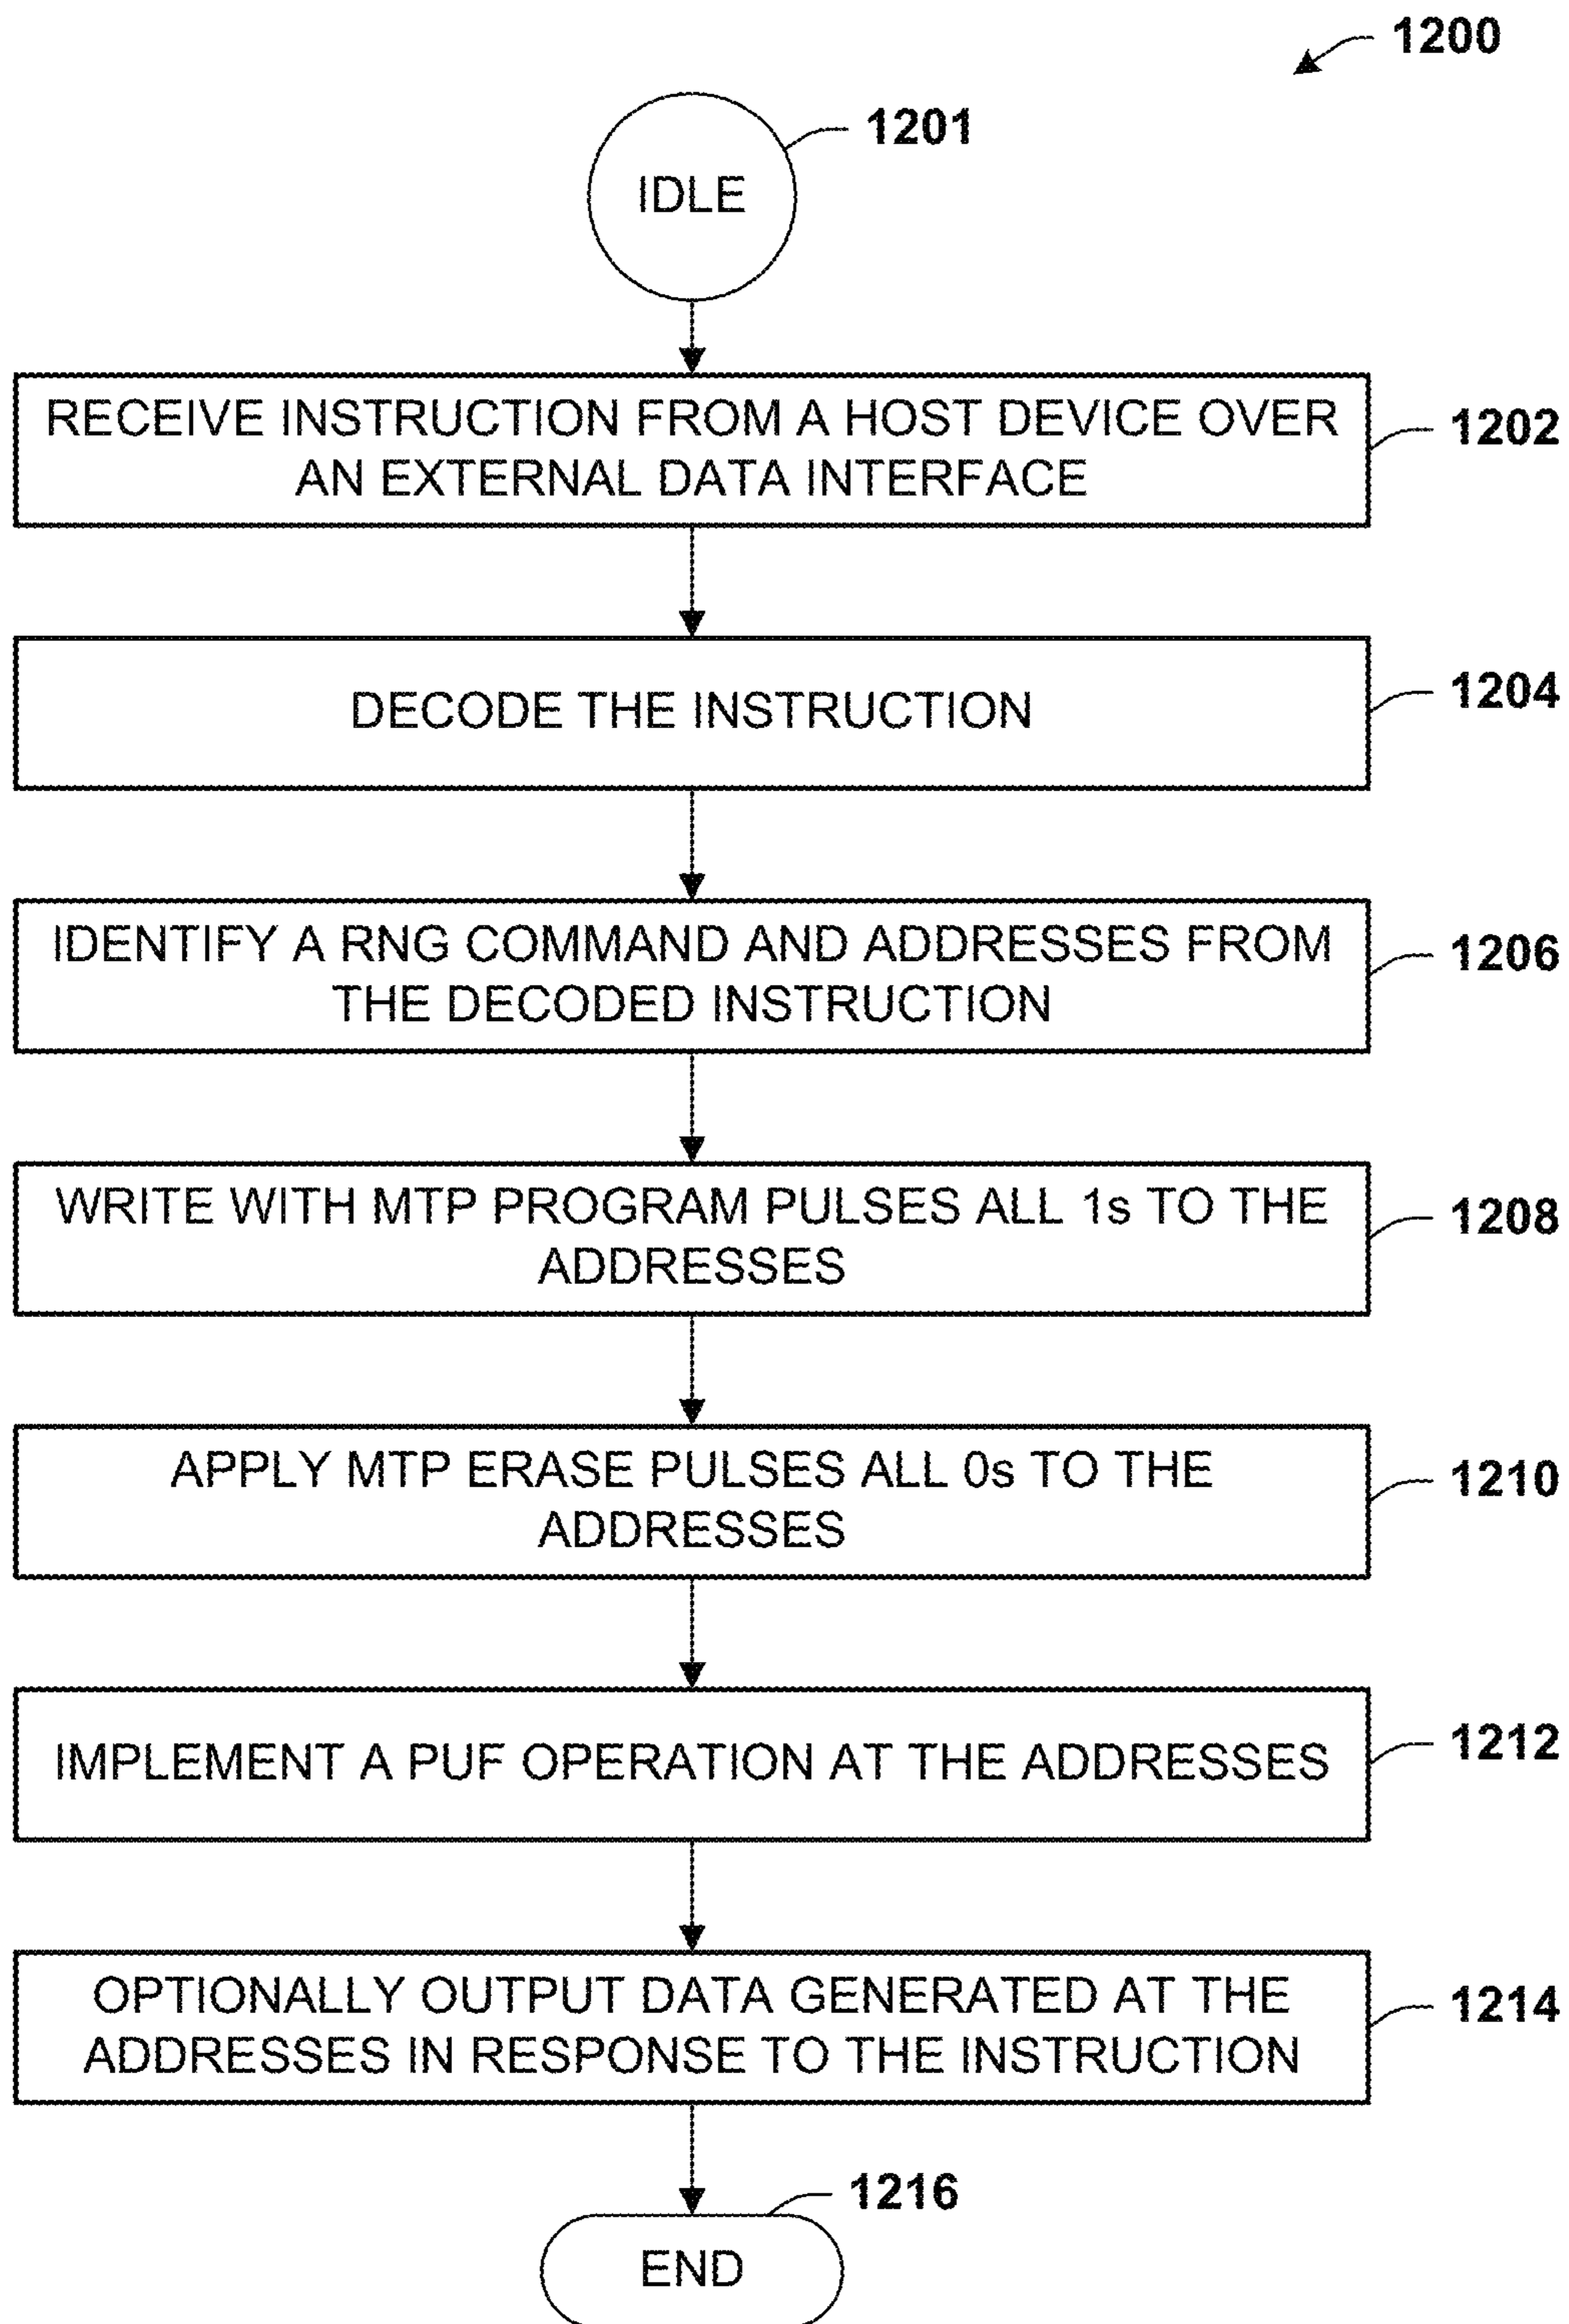 1200
1201
IDLE
RECEIVE INSTRUCTION FROM A HOST DEVICE OVER
AN EXTERNAL DATA INTERFACE
1202
DECODE THE INSTRUCTION
1204
IDENTIFY A RNG COMMAND AND ADDRESSES FROM
THE DECODED INSTRUCTION
1206
WRITE WITH MTP PROGRAM PULSES ALL 1s TO THE
ADDRESSES
1208
APPLY MTP ERASE PULSES ALL 0s TO THE
ADDRESSES
1210
IMPLEMENT A PUF OPERATION AT THE ADDRESSES
1212
OPTIONALLY OUTPUT DATA GENERATED AT THE
ADDRESSES IN RESPONSE TO THE INSTRUCTION
1214
1216
END